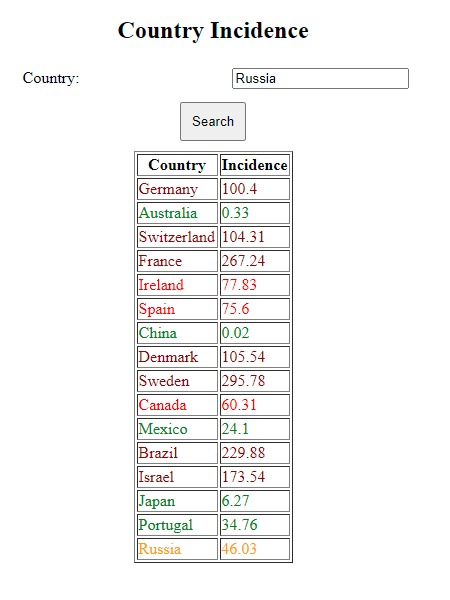 Country Incidence
Country: Russia
Search
Country Incidence
Germany 100.4
Australia 0.33
Switzerland 104.31
France 267.24
Ireland 77.83
Spain 75.6
China 0.02
Denmark 105.54
Sweden 295.78
Canada 60.31
Mexico 24.1
Brazil 229.88
Israel 173.54
Japan 6.27
Portugal 34.76
Russia 46.03